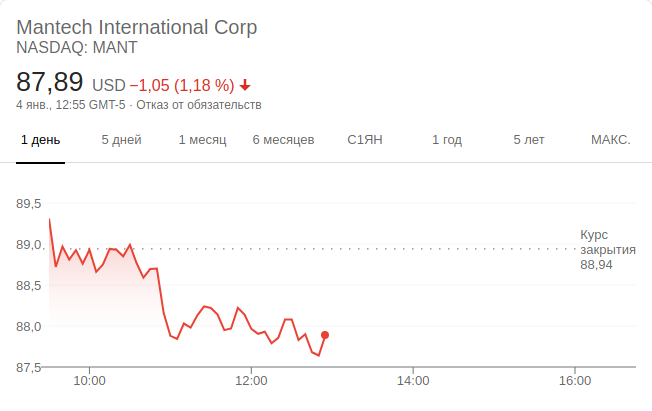 Mantech International Corp
NASDAQ: MANT
87,89 USD −1,05 (1,18 %)
4 янв., 12:55 GMT-5 · Отказ от обязательств
1 день 5 дней 1 месяц 6 месяцев С1ЯН 1 год 5 лет МАКС.
89,5
Курс
89,0
закрытия
88,94
88,5
88,0
87,5
10:00 12:00 14:00 16:00